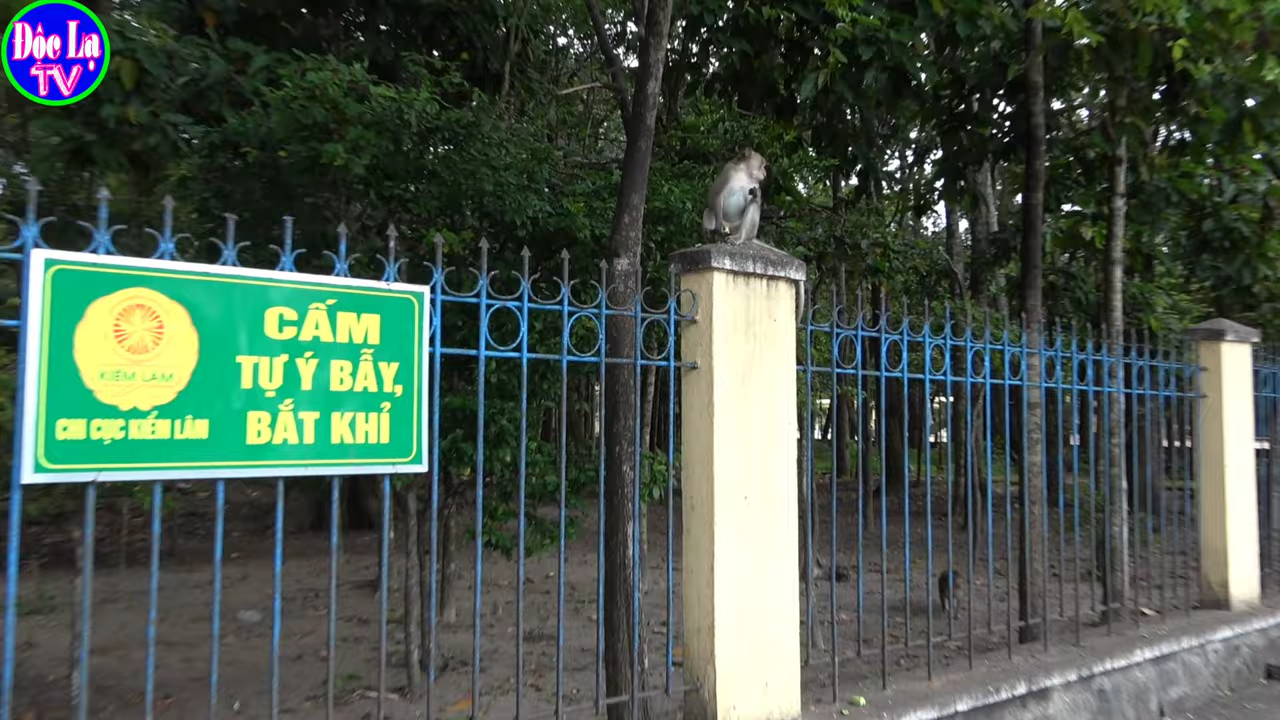 Độc Lạ
TV
CẤM
TỰ Ý BẪY,
BẮT KHỈ
KIỂM LÂM
CHI CỤC KIỂM LÂM